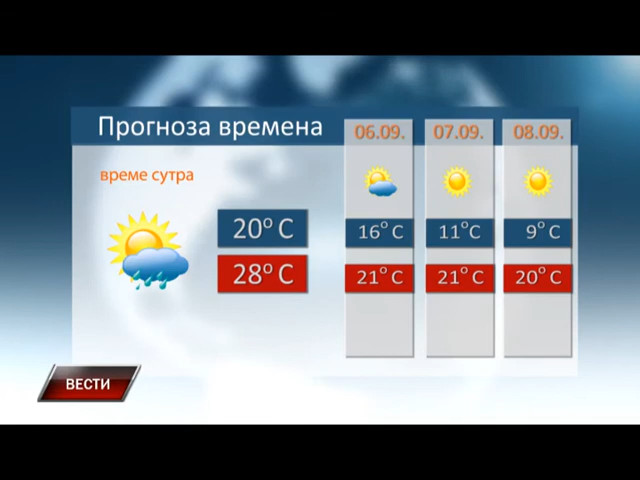 Прогноза времена
06.09. 07.09. 08.09.
време сутра
20°C
16°C 11°C 9°C
28°C
21°C 21°C 20°C
ВЕСТИ